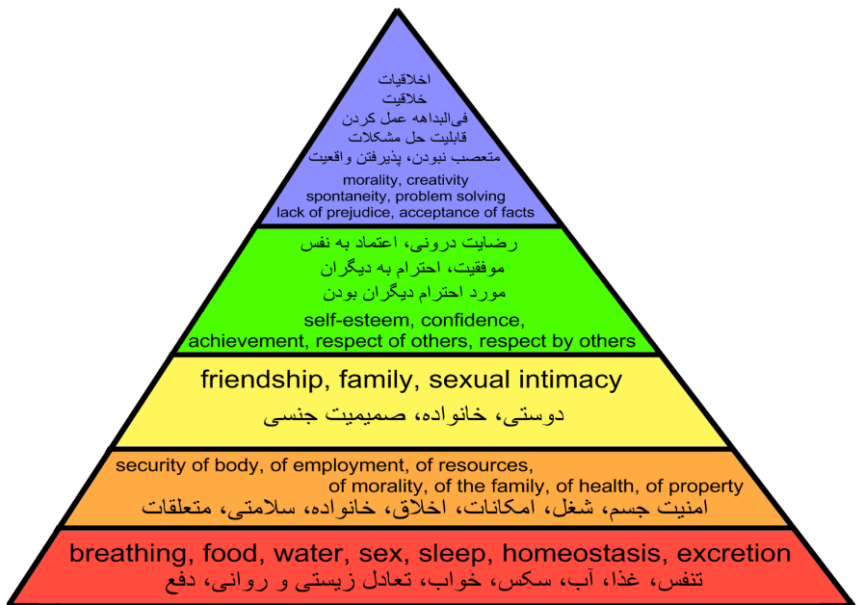 اخلاقیات
خلاقیت
فی‌البداهه عمل کردن
قابلیت حل مشکلات
متعصب نبودن، پذیرفتن واقعیت
morality, creativity
spontaneity, problem solving
lack of prejudice, acceptance of facts
رضایت درونی، اعتماد به نفس
موفقیت، احترام به دیگران
مورد احترام دیگران بودن
self-esteem, confidence,
achievement, respect of others, respect by others
friendship, family, sexual intimacy
دوستی، خانواده، صمیمیت جنسی
security of body, of employment, of resources,
of morality, of the family, of health, of property
امنیت جسم، شغل، امکانات، اخلاق، خانواده، سلامتی، متعلقات
breathing, food, water, sex, sleep, homeostasis, excretion
تنفس، غذا، آب، سکس، خواب، تعادل زیستی و روانی، دفع